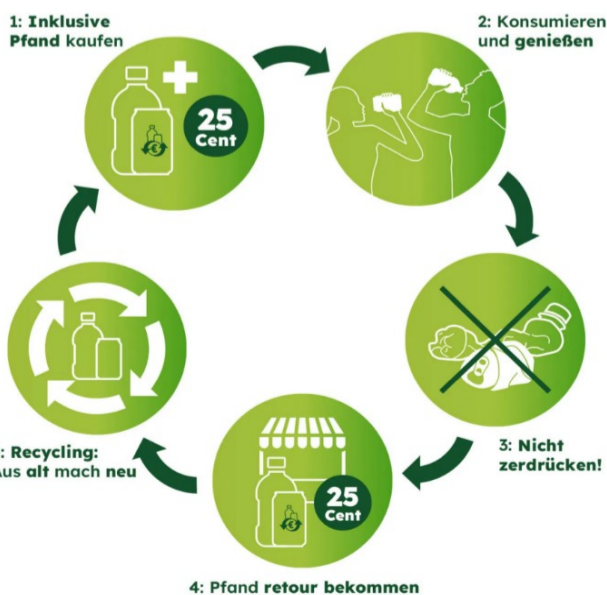 1: Inklusive
Pfand kaufen
25
Cent
2: Konsumieren
und genießen
3: Nicht
zerdrücken!
25
Cent
4: Pfand retour bekommen
: Recycling:
us alt mach neu